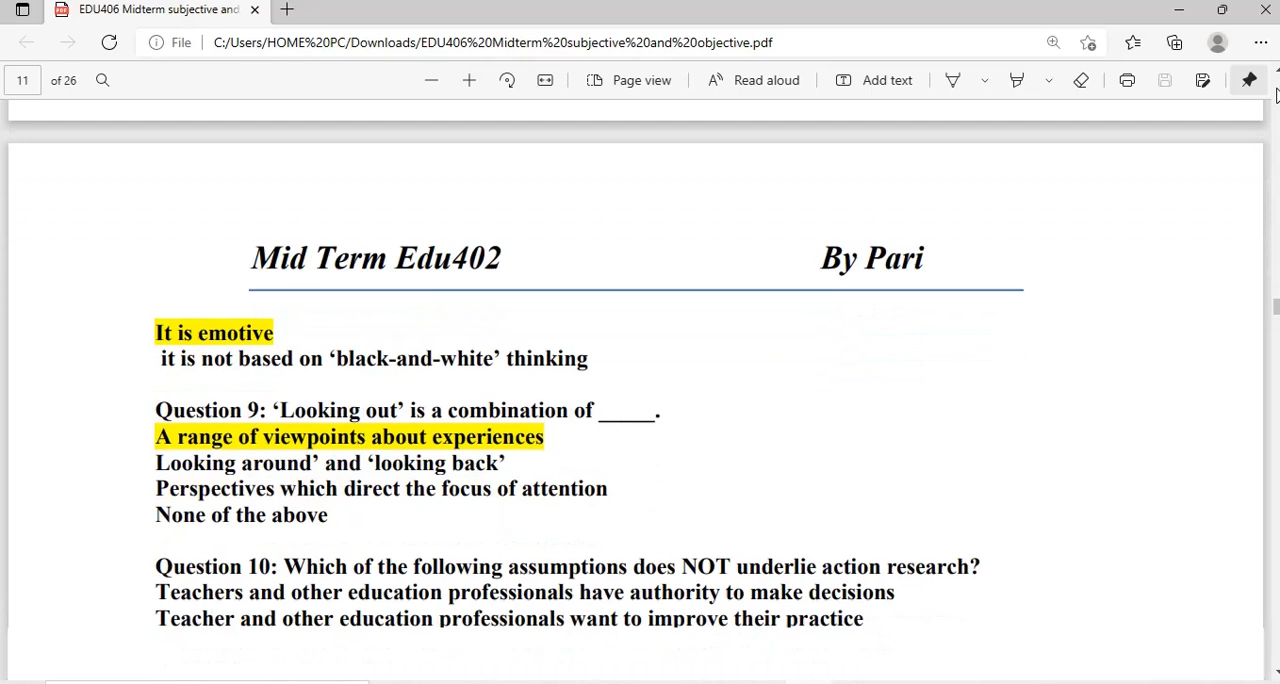 EDU406 Midterm subjective and
File C:/Users/HOME%20PC/Downloads/EDU406%20Midterm%20subjective%20and%20objective.pdf
11 of 26 Page view Read aloud Add text
Mid Term Edu402 By Pari
It is emotive
it is not based on ‘black-and-white’ thinking
Question 9: ‘Looking out’ is a combination of _____.
A range of viewpoints about experiences
Looking around’ and ‘looking back’
Perspectives which direct the focus of attention
None of the above
Question 10: Which of the following assumptions does NOT underlie action research?
Teachers and other education professionals have authority to make decisions
Teacher and other education professionals want to improve their practice